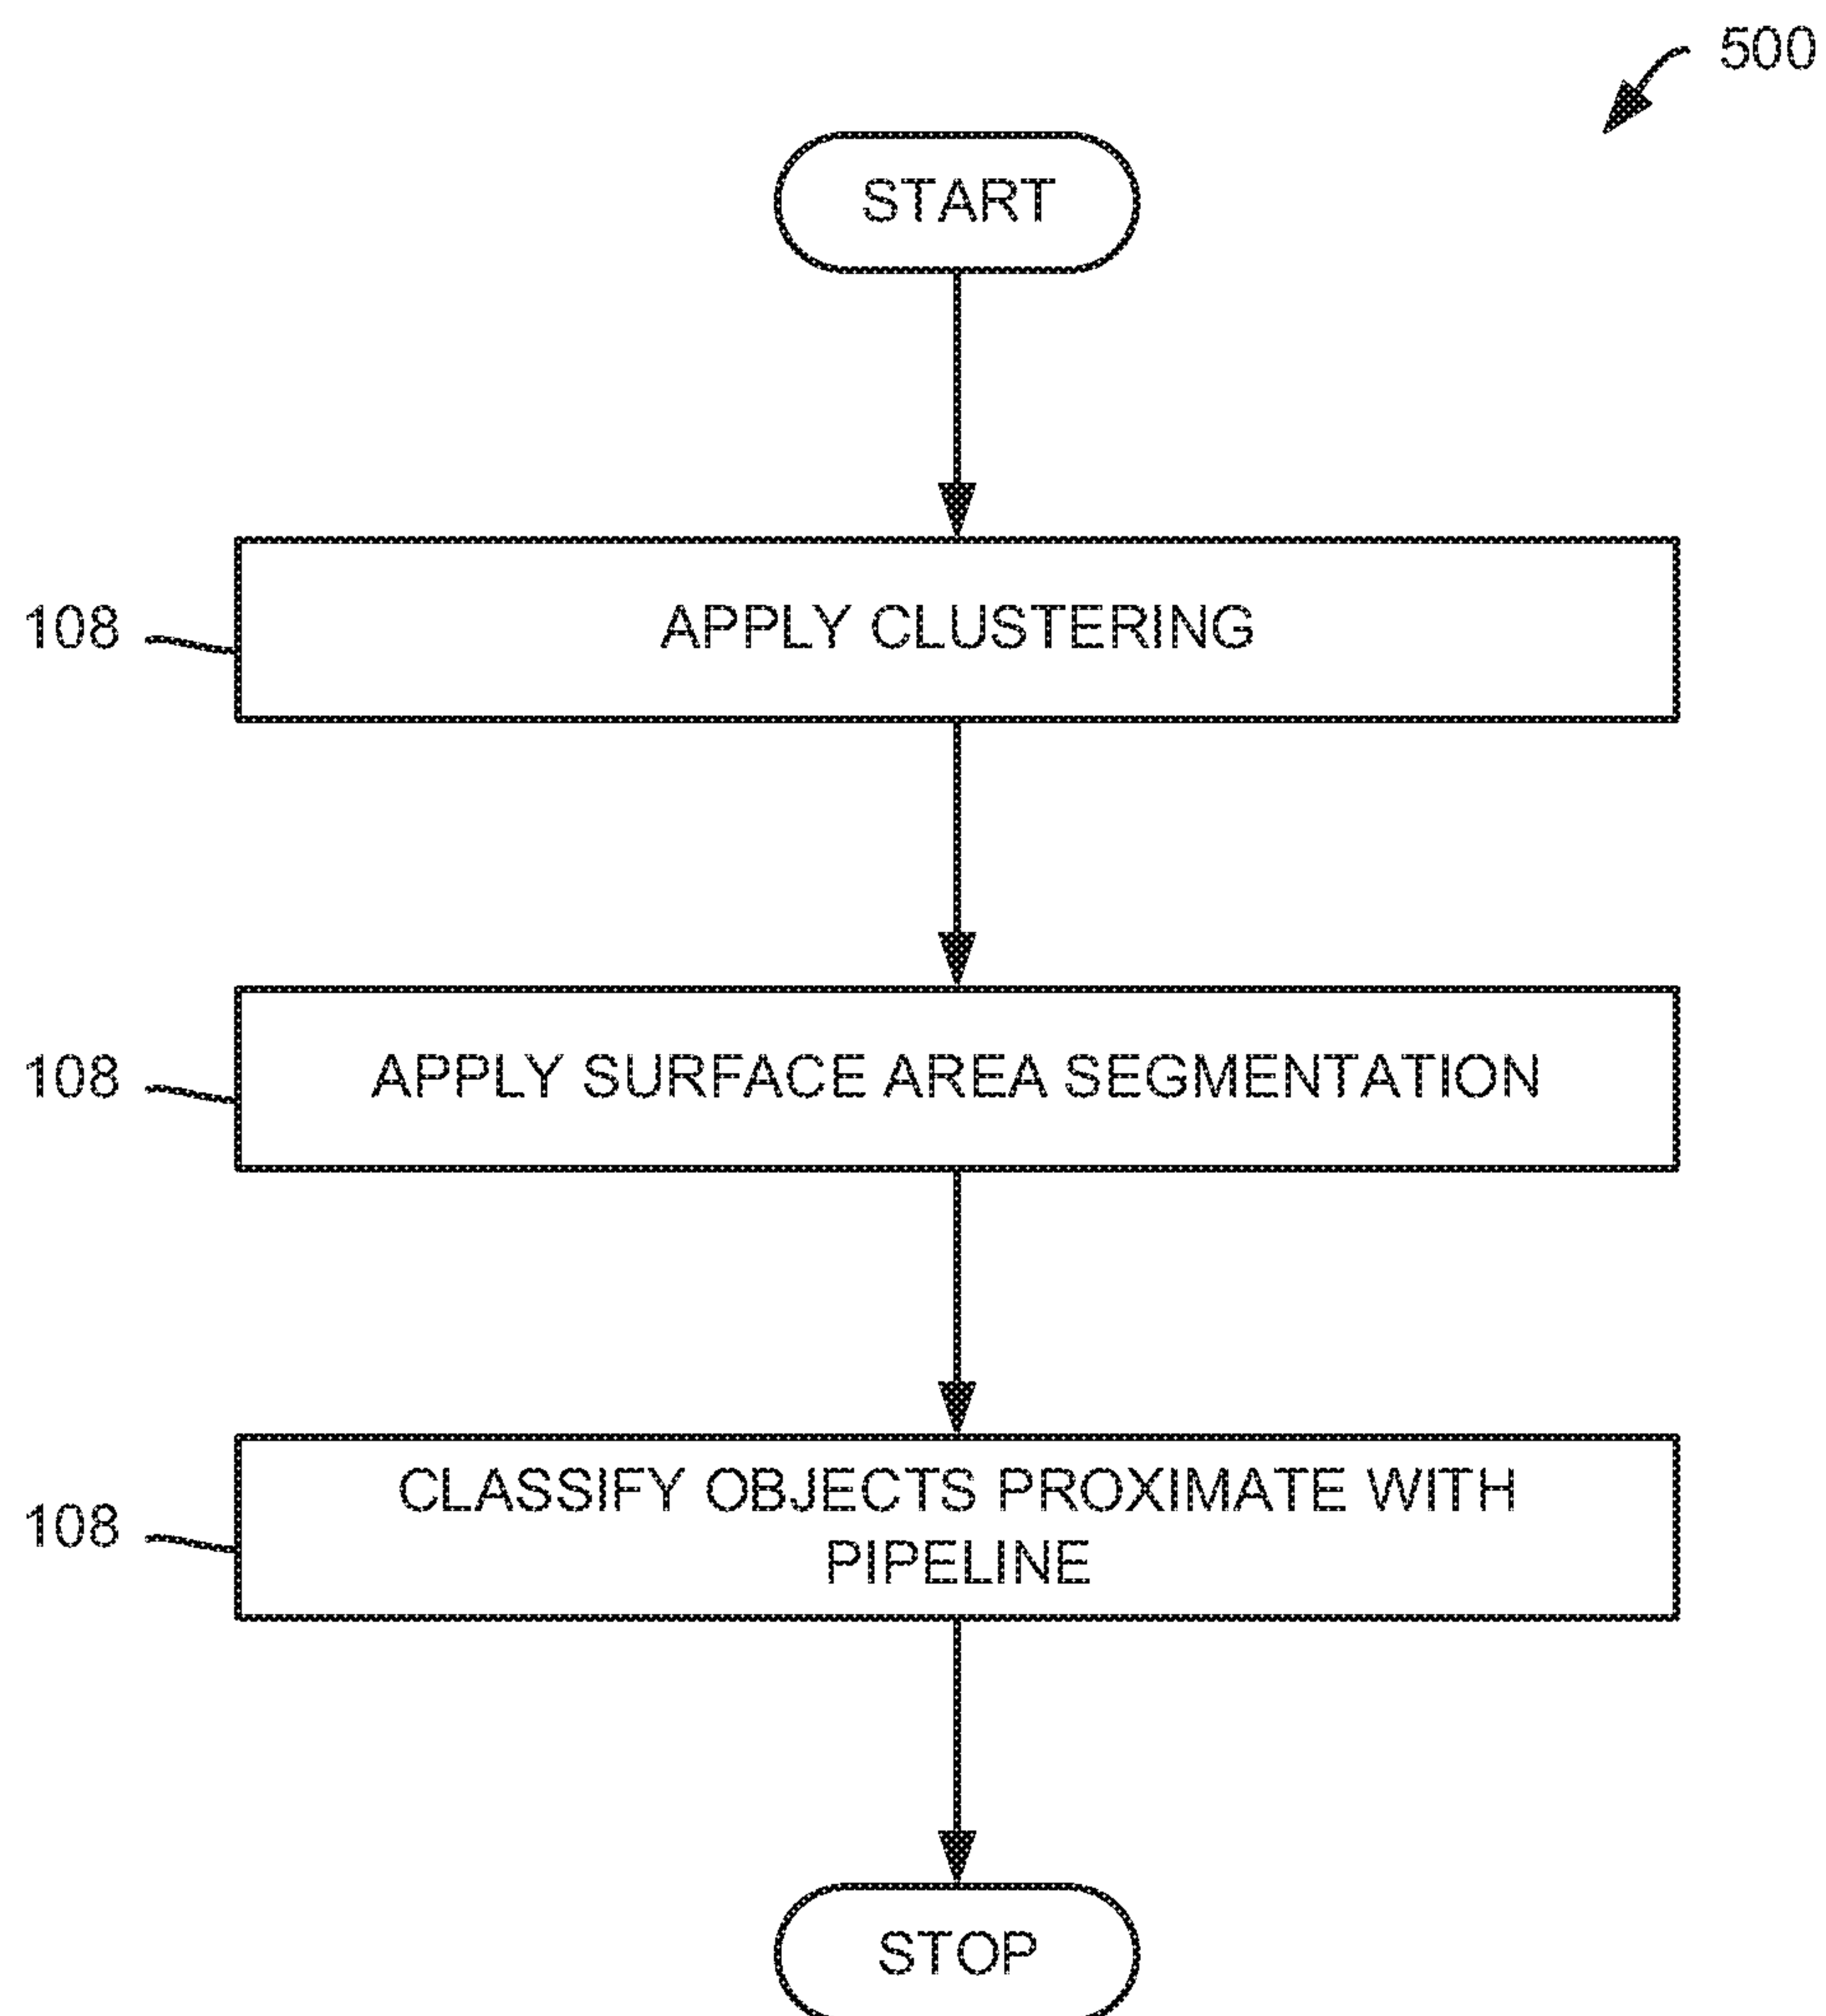 500
START
108
APPLY CLUSTERING
108
APPLY SURFACE AREA SEGMENTATION
108
CLASSIFY OBJECTS PROXIMATE WITH
PIPELINE
STOP